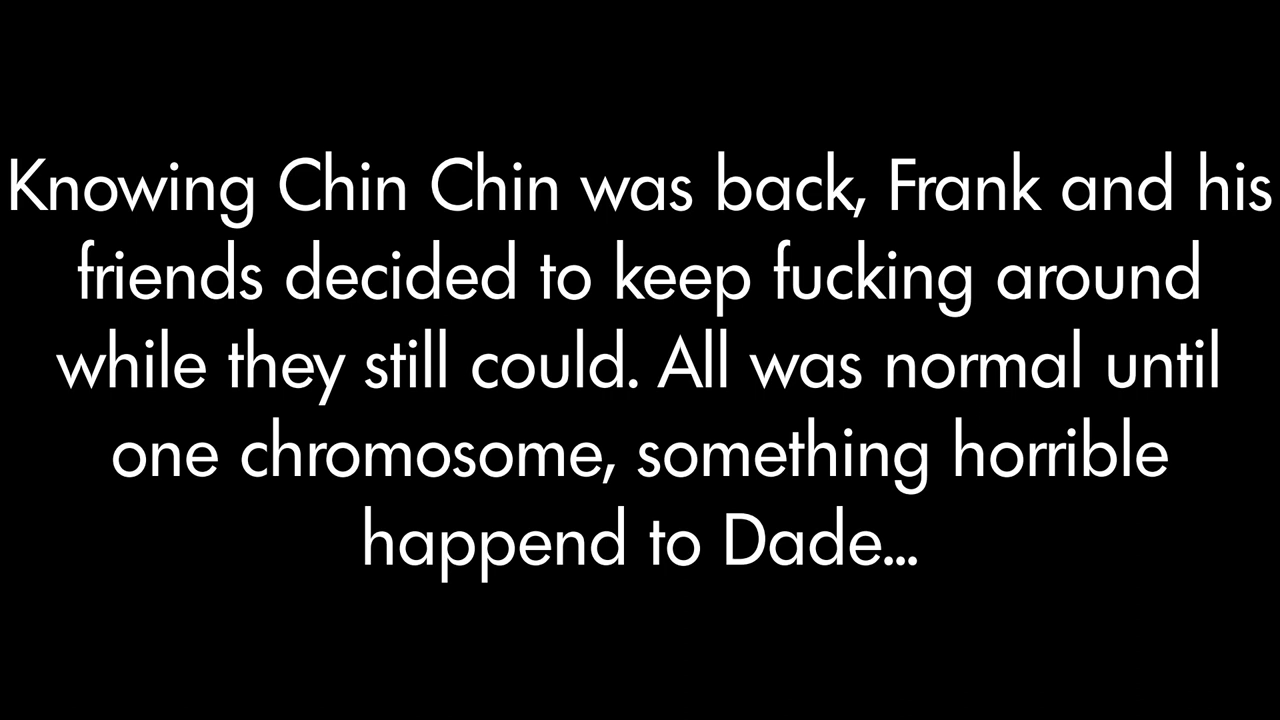 Knowing Chin Chin was back, Frank and his
friends decided to keep fucking around
while they still could. All was normal until
one chromosome, something horrible
happend to Dade...